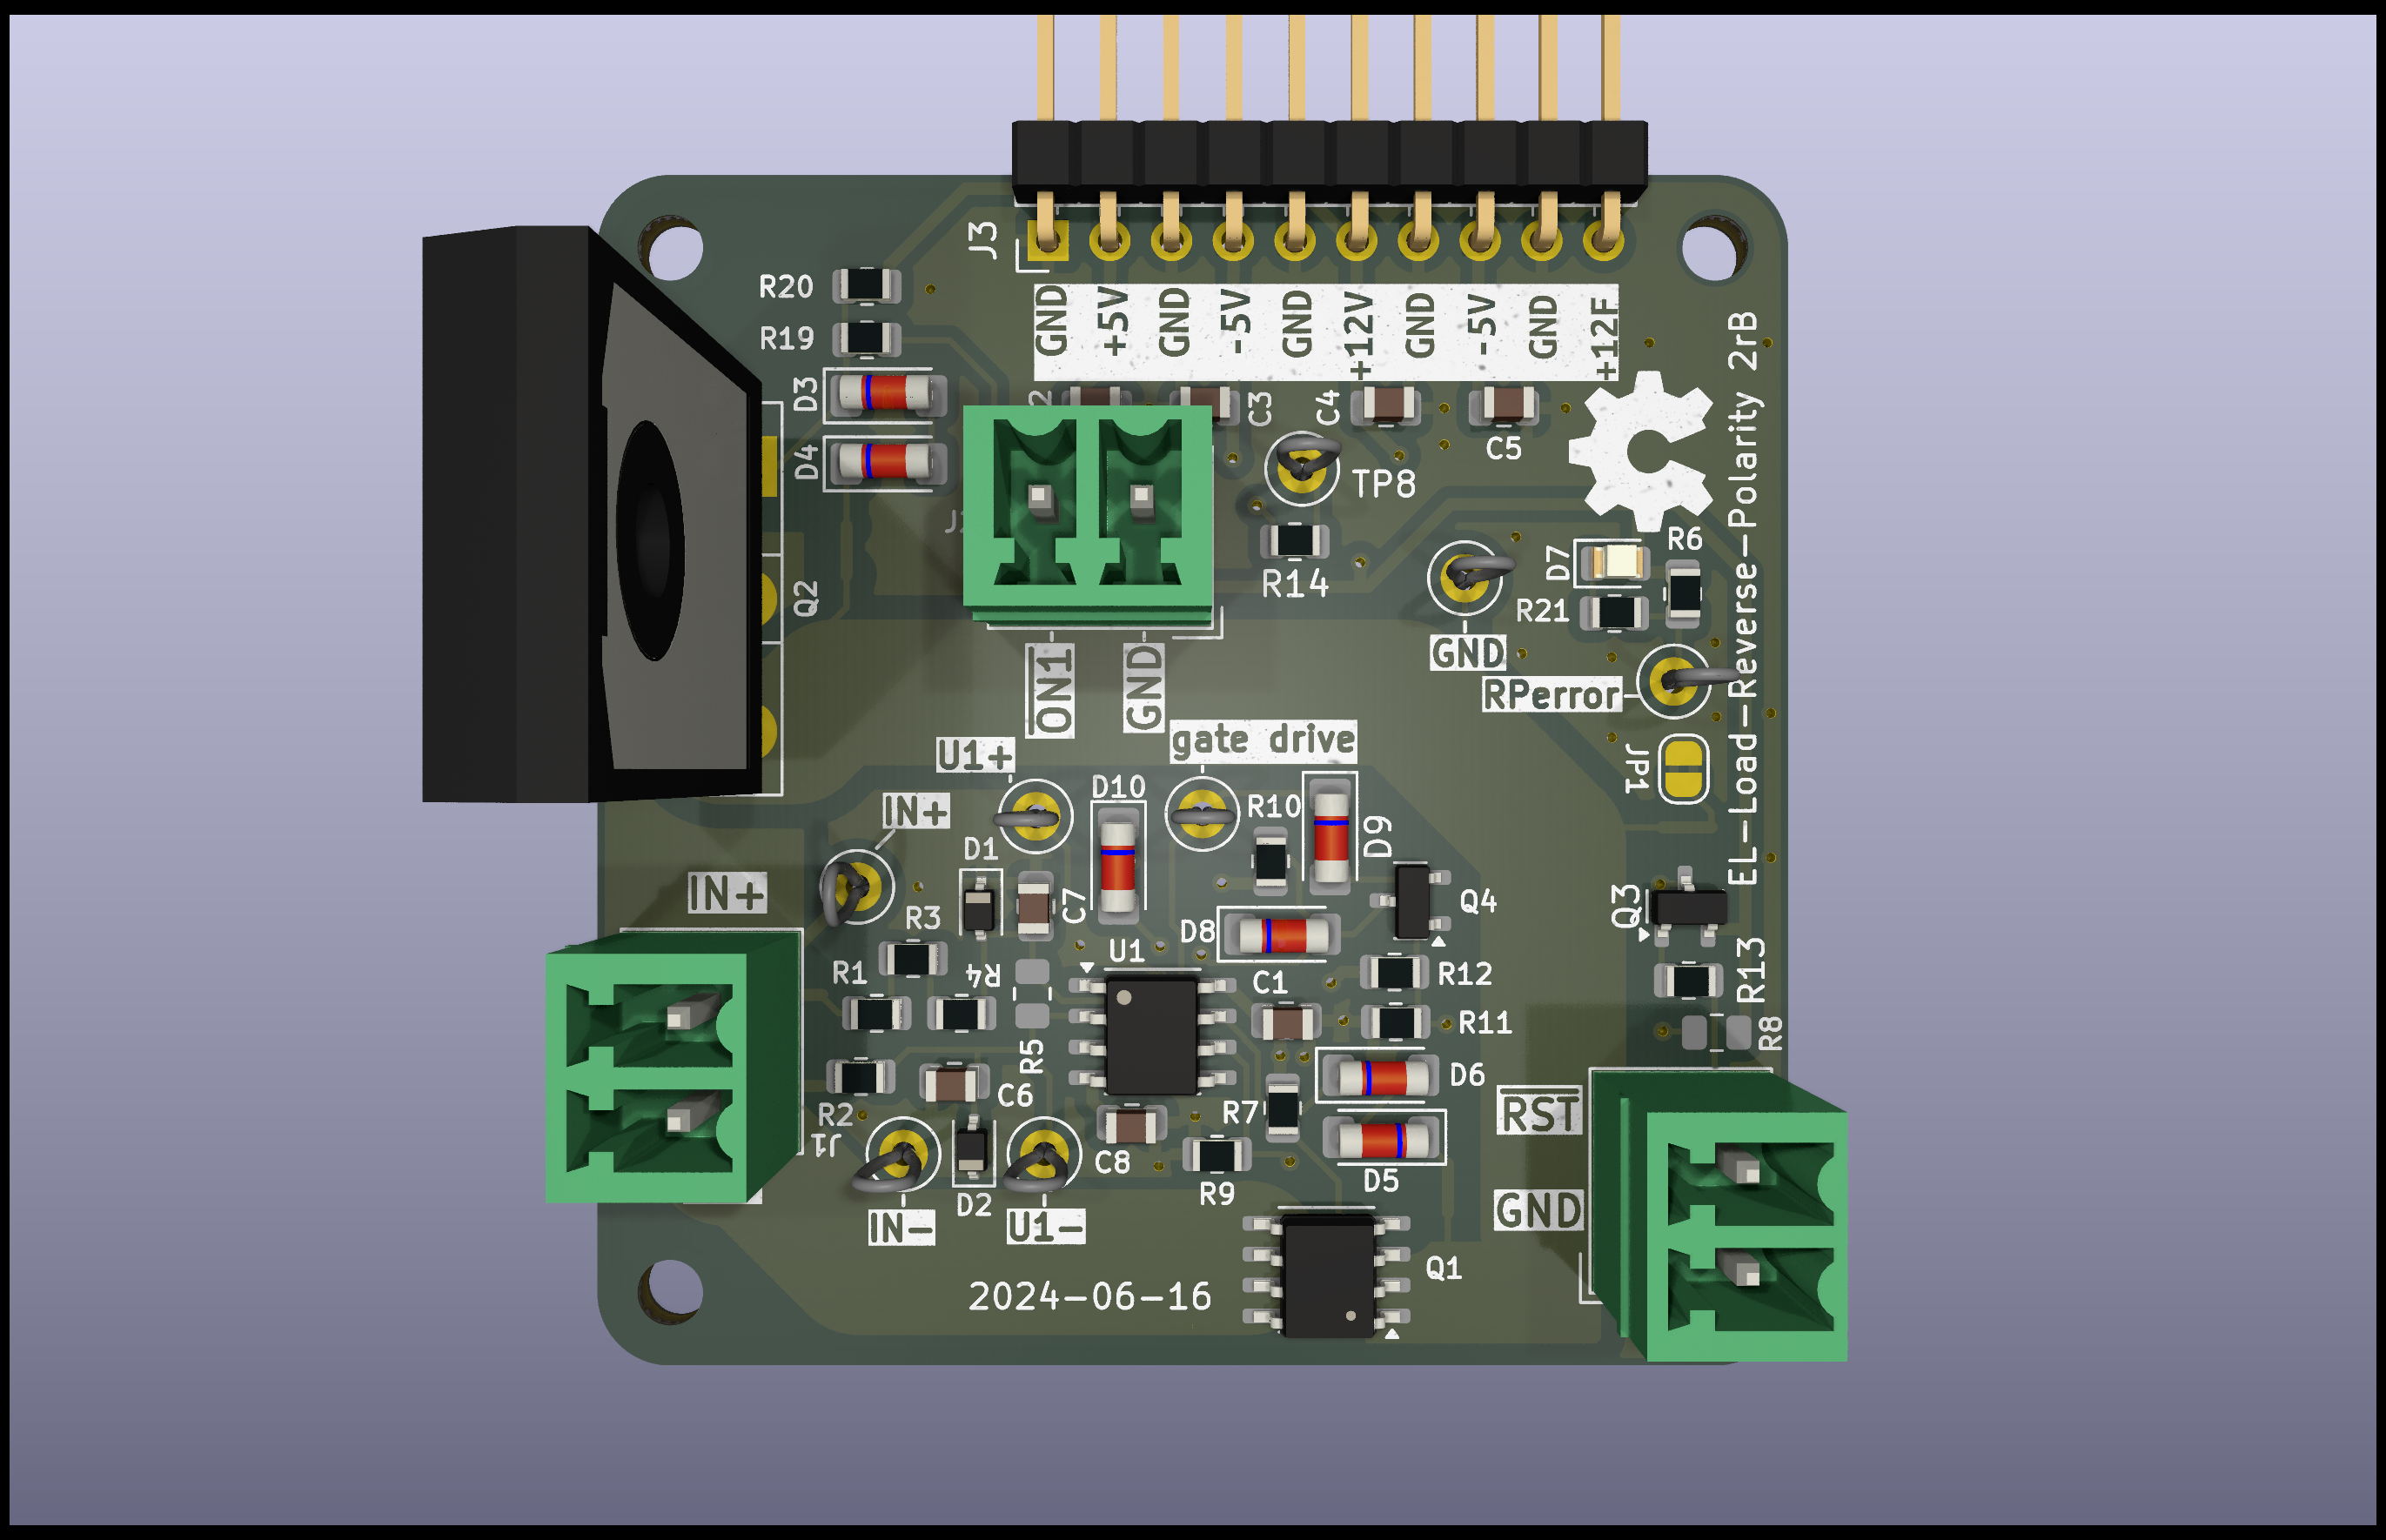 J3
GND
+5V
GND
-5V
GND
+12V
GND
-5V
GND
+12F
R20
R19
D3
D4
C3
C4
C5
TP8
R14
Q2
ON1
GND
GND
D7
R6
R21
RPerror
JP1
EL-Load-Reverse-Polarity 2rB
U1+
gate drive
IN+
D10
R10
D9
D1
C7
IN+
R3
D8
Q4
Q3
U1
R1
R4
C1
R12
R13
R11
R8
R5
R2
C6
D6
R7
RST
J1
C8
R9
D5
D2
IN-
U1-
GND
Q1
2024-06-16